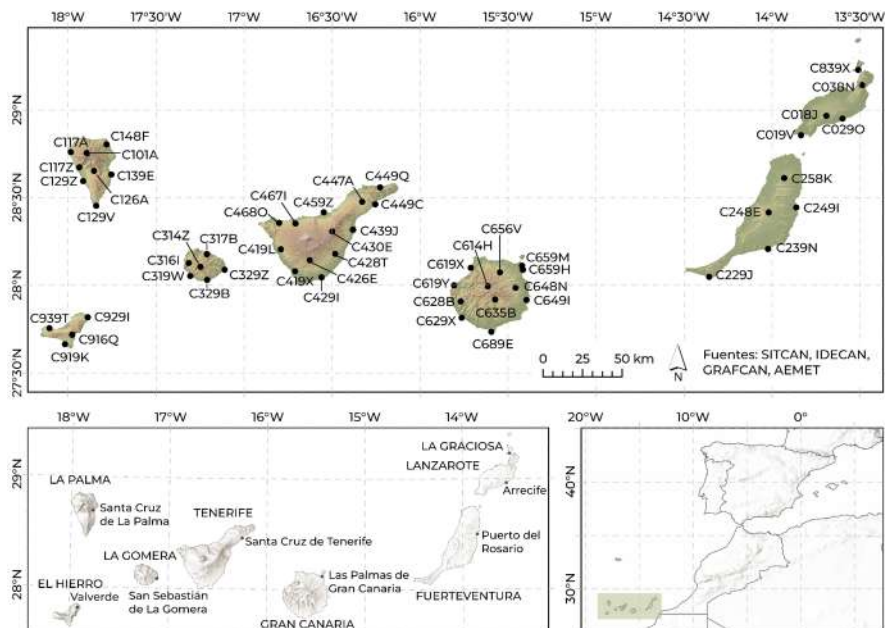 18°W 17°W 16°30'W 16°W 15°30'W 15°W 14°30'W 14°W 13°30'W
29°N
28°30'N
28°N
27°30'N
C839X
C038N
C018J
C029O
C019V
C148F
C117A
C101A
C117Z
C139E
C129Z
C126A
C129V
C258K
C248E
C249I
C239N
C229J
C449Q
C447A
C459Z
C467I
C449C
C468O
C439J
C430E
C419L
C428T
C426E
C419X
C429I
C314Z
C317B
C316I
C319W
C329Z
C329B
C656V
C614H
C659M
C619X
C659H
C619Y
C648N
C628B
C649I
C635B
C629X
C689E
C939T
C929I
C916Q
C919K
0 25 50 km
N
Fuentes: SITCAN, IDECAN,
GRAFCAN, AEMET
18°W 17°W 16°W 15°W 14°W
29°N
28°N
LA GRACIOSA
LANZAROTE
Arrecife
LA PALMA
Santa Cruz
de La Palma
TENERIFE
Santa Cruz de Tenerife
Puerto del
Rosario
LA GOMERA
San Sebastián
de La Gomera
EL HIERRO
Valverde
Las Palmas de
Gran Canaria
FUERTEVENTURA
GRAN CANARIA
20°W 10°W 0°
40°N
30°N